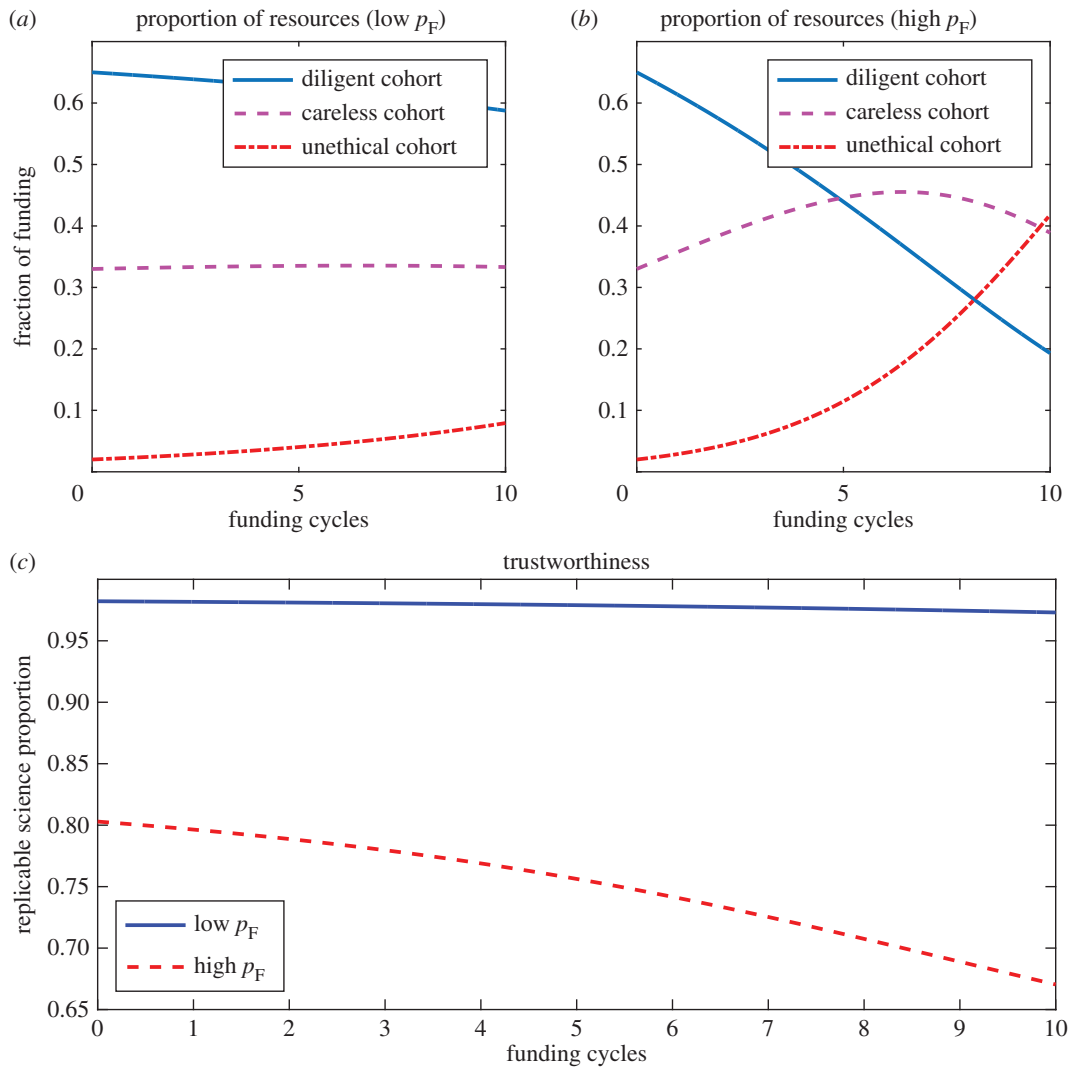 (a) proportion of resources (low pF)
diligent cohort
careless cohort
unethical cohort
fraction of funding
0.6
0.5
0.4
0.3
0.2
0.1
0 5 10
funding cycles
(b) proportion of resources (high pF)
diligent cohort
careless cohort
unethical cohort
0.6
0.5
0.4
0.3
0.2
0.1
0 5 10
funding cycles
(c) trustworthiness
replicable science proportion
0.95
0.90
0.85
0.80
0.75
0.70
0.65
low pF
high pF
0 1 2 3 4 5 6 7 8 9 10
funding cycles